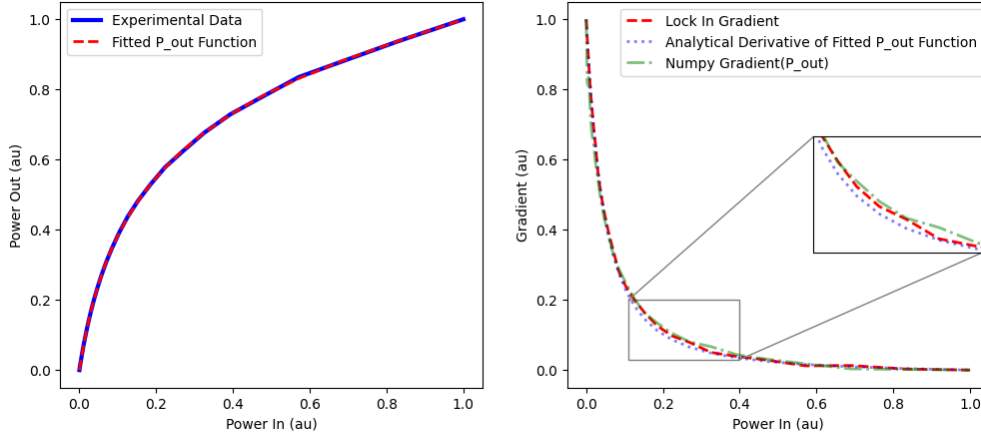 Experimental Data
Fitted P_out Function
Power Out (au)
1.0
0.8
0.6
0.4
0.2
0.0
0.0 0.2 0.4 0.6 0.8 1.0
Power In (au)
Lock In Gradient
Analytical Derivative of Fitted P_out Function
Numpy Gradient(P_out)
Gradient (au)
1.0
0.8
0.6
0.4
0.2
0.0
0.0 0.2 0.4 0.6 0.8 1.0
Power In (au)